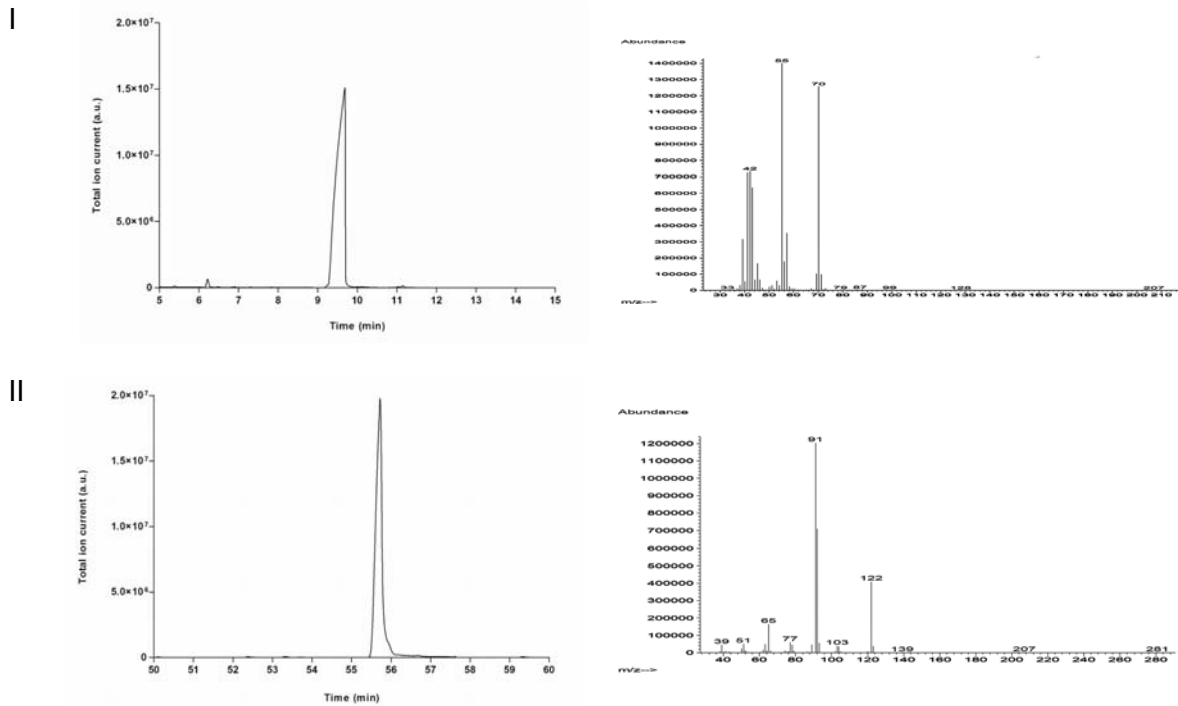 I
2.0×10⁷
1.5×10⁷
1.0×10⁷
5.0×10⁶
0
Total ion current (a.u.)
5 6 7 8 9 10 11 12 13 14 15
Time (min)
Abundance
1400000
1300000
1200000
1100000
1000000
900000
800000
700000
600000
500000
400000
300000
200000
100000
0
55
70
42
33 79 87 99 128 207
30 40 50 60 70 80 90 100 110 120 130 140 150 160 170 180 190 200 210
m/z-->
II
2.0×10⁷
1.5×10⁷
1.0×10⁷
5.0×10⁶
0
Total ion current (a.u.)
50 51 52 53 54 55 56 57 58 59 60
Time (min)
Abundance
1200000
1100000
1000000
900000
800000
700000
600000
500000
400000
300000
200000
100000
0
91
122
65
39 51 77 103 139 207 281
40 60 80 100 120 140 160 180 200 220 240 260 280
m/z-->